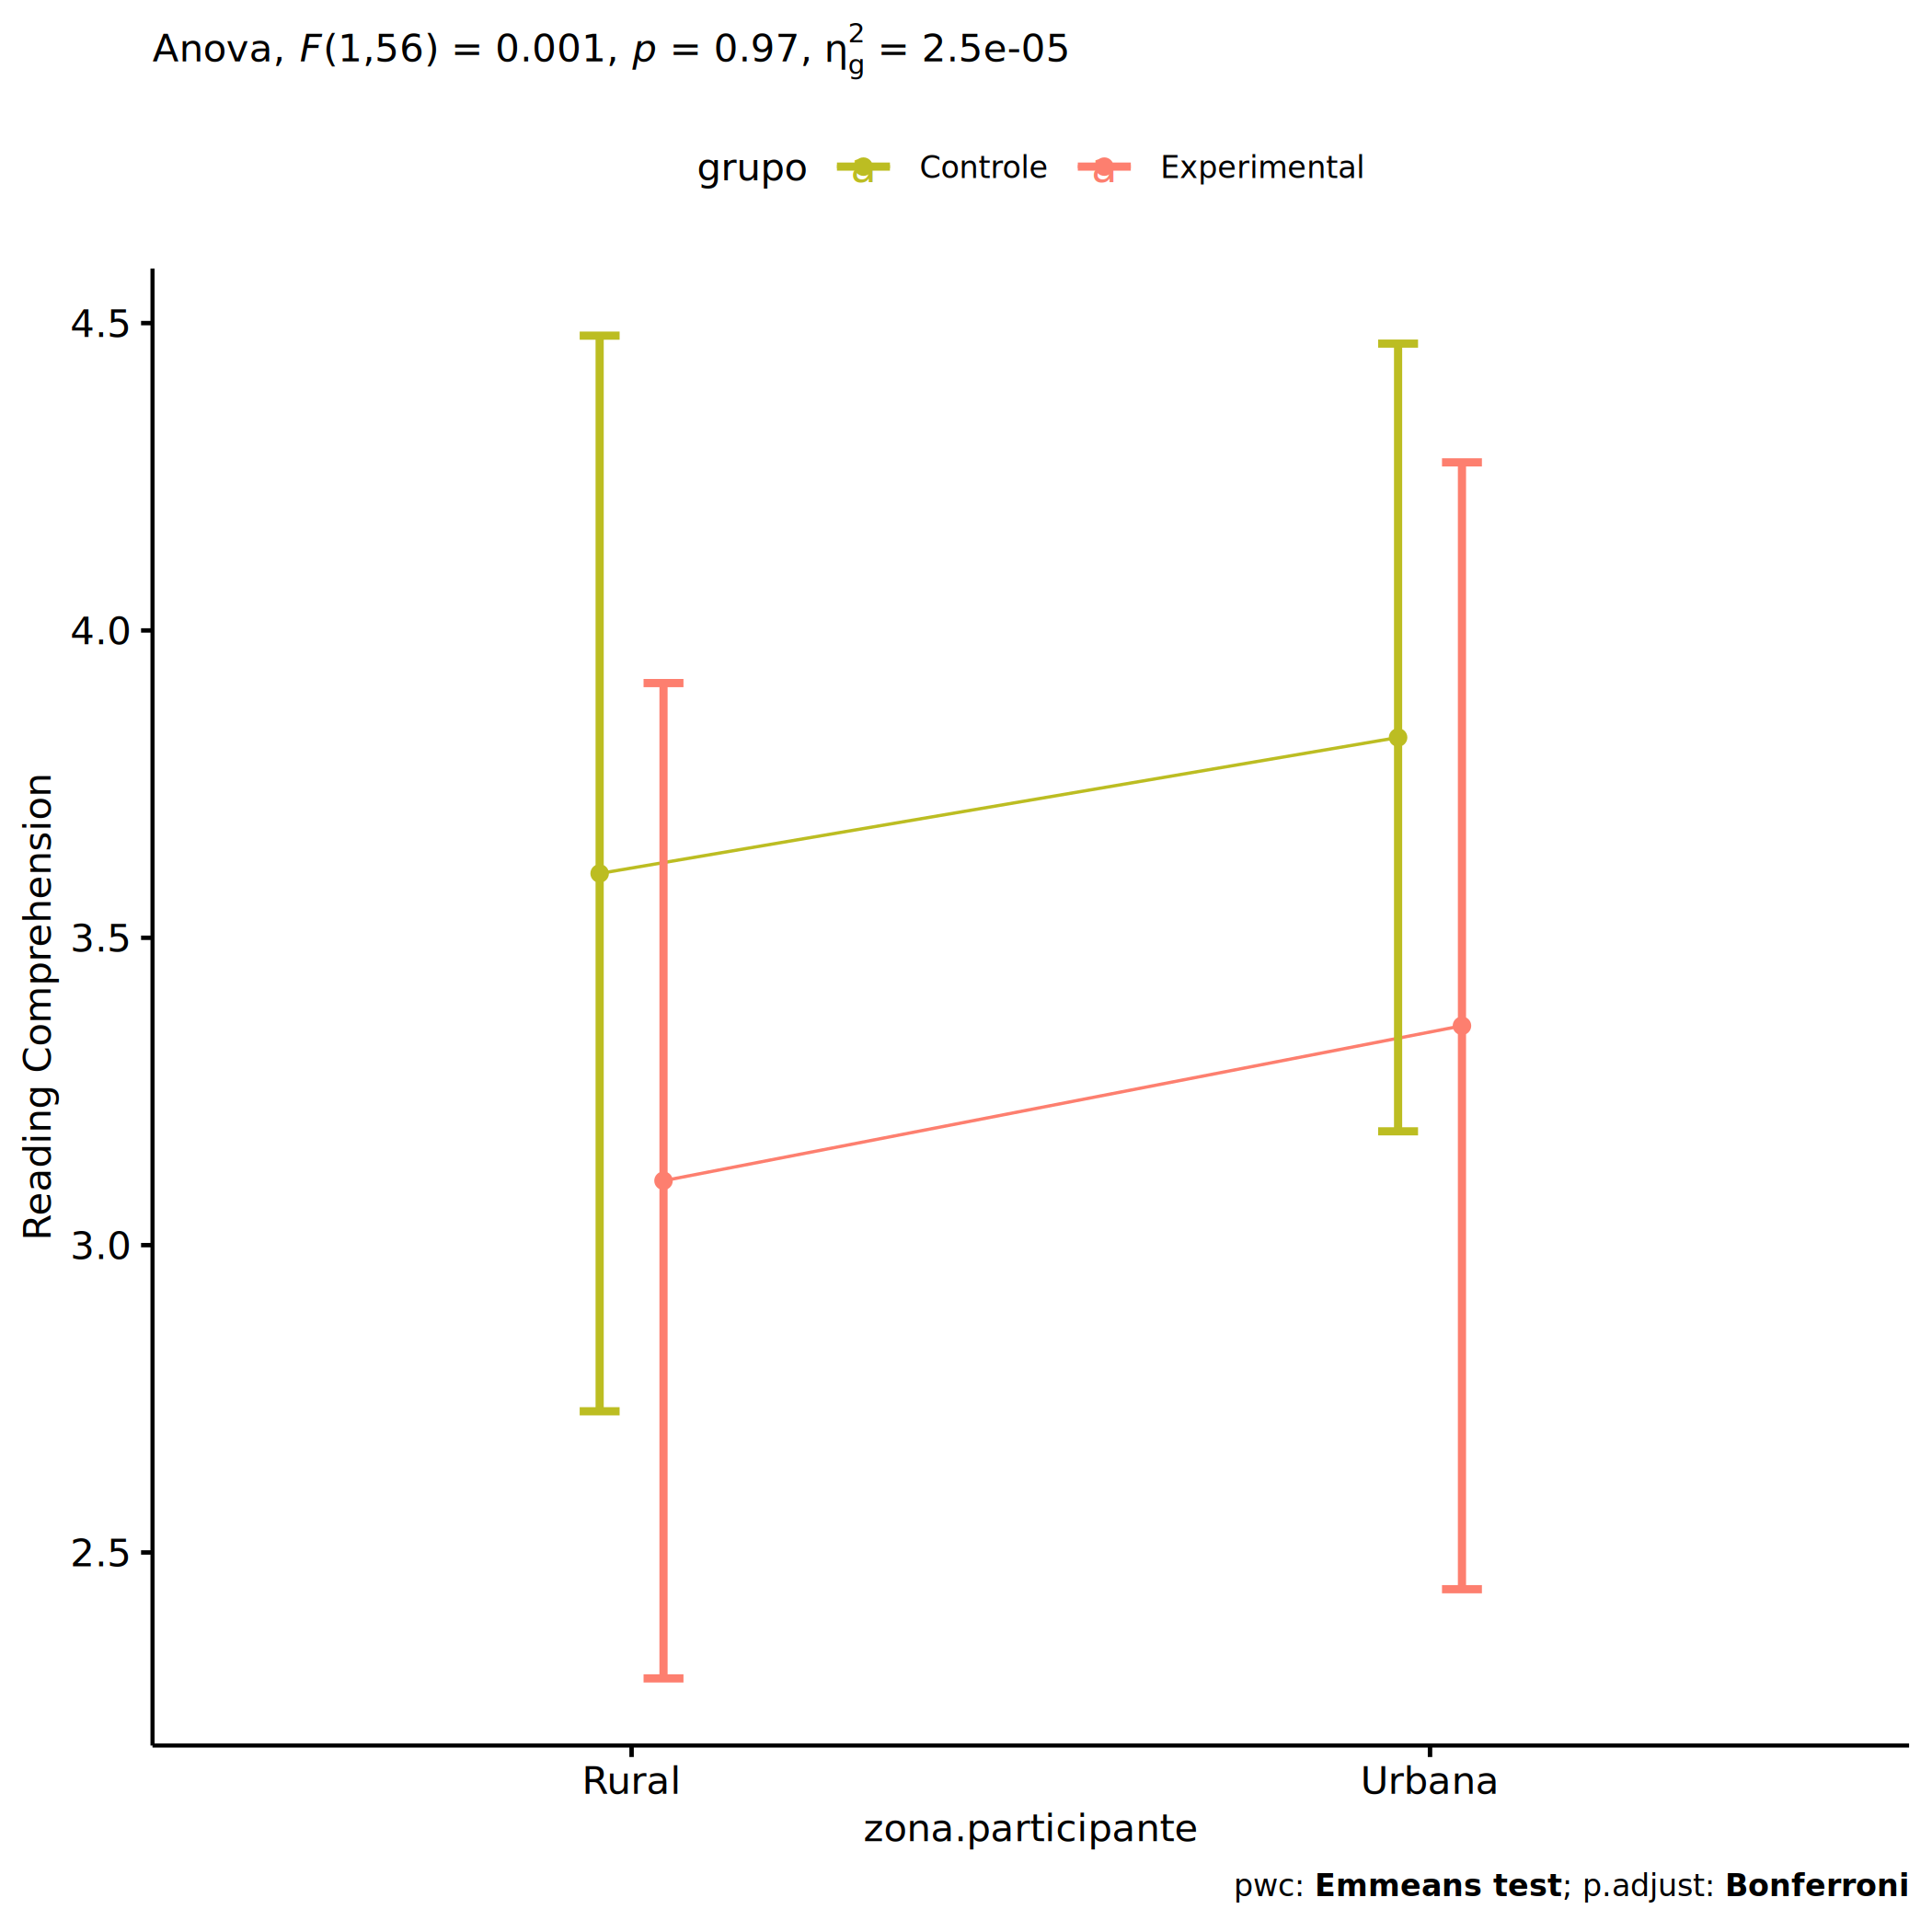 Anova, F(1,56) = 0.001, p = 0.97, η²g = 2.5e-05
grupo a Controle a Experimental
4.5
4.0
3.5
3.0
2.5
Reading Comprehension
Rural Urbana
zona.participante
pwc: Emmeans test; p.adjust: Bonferroni